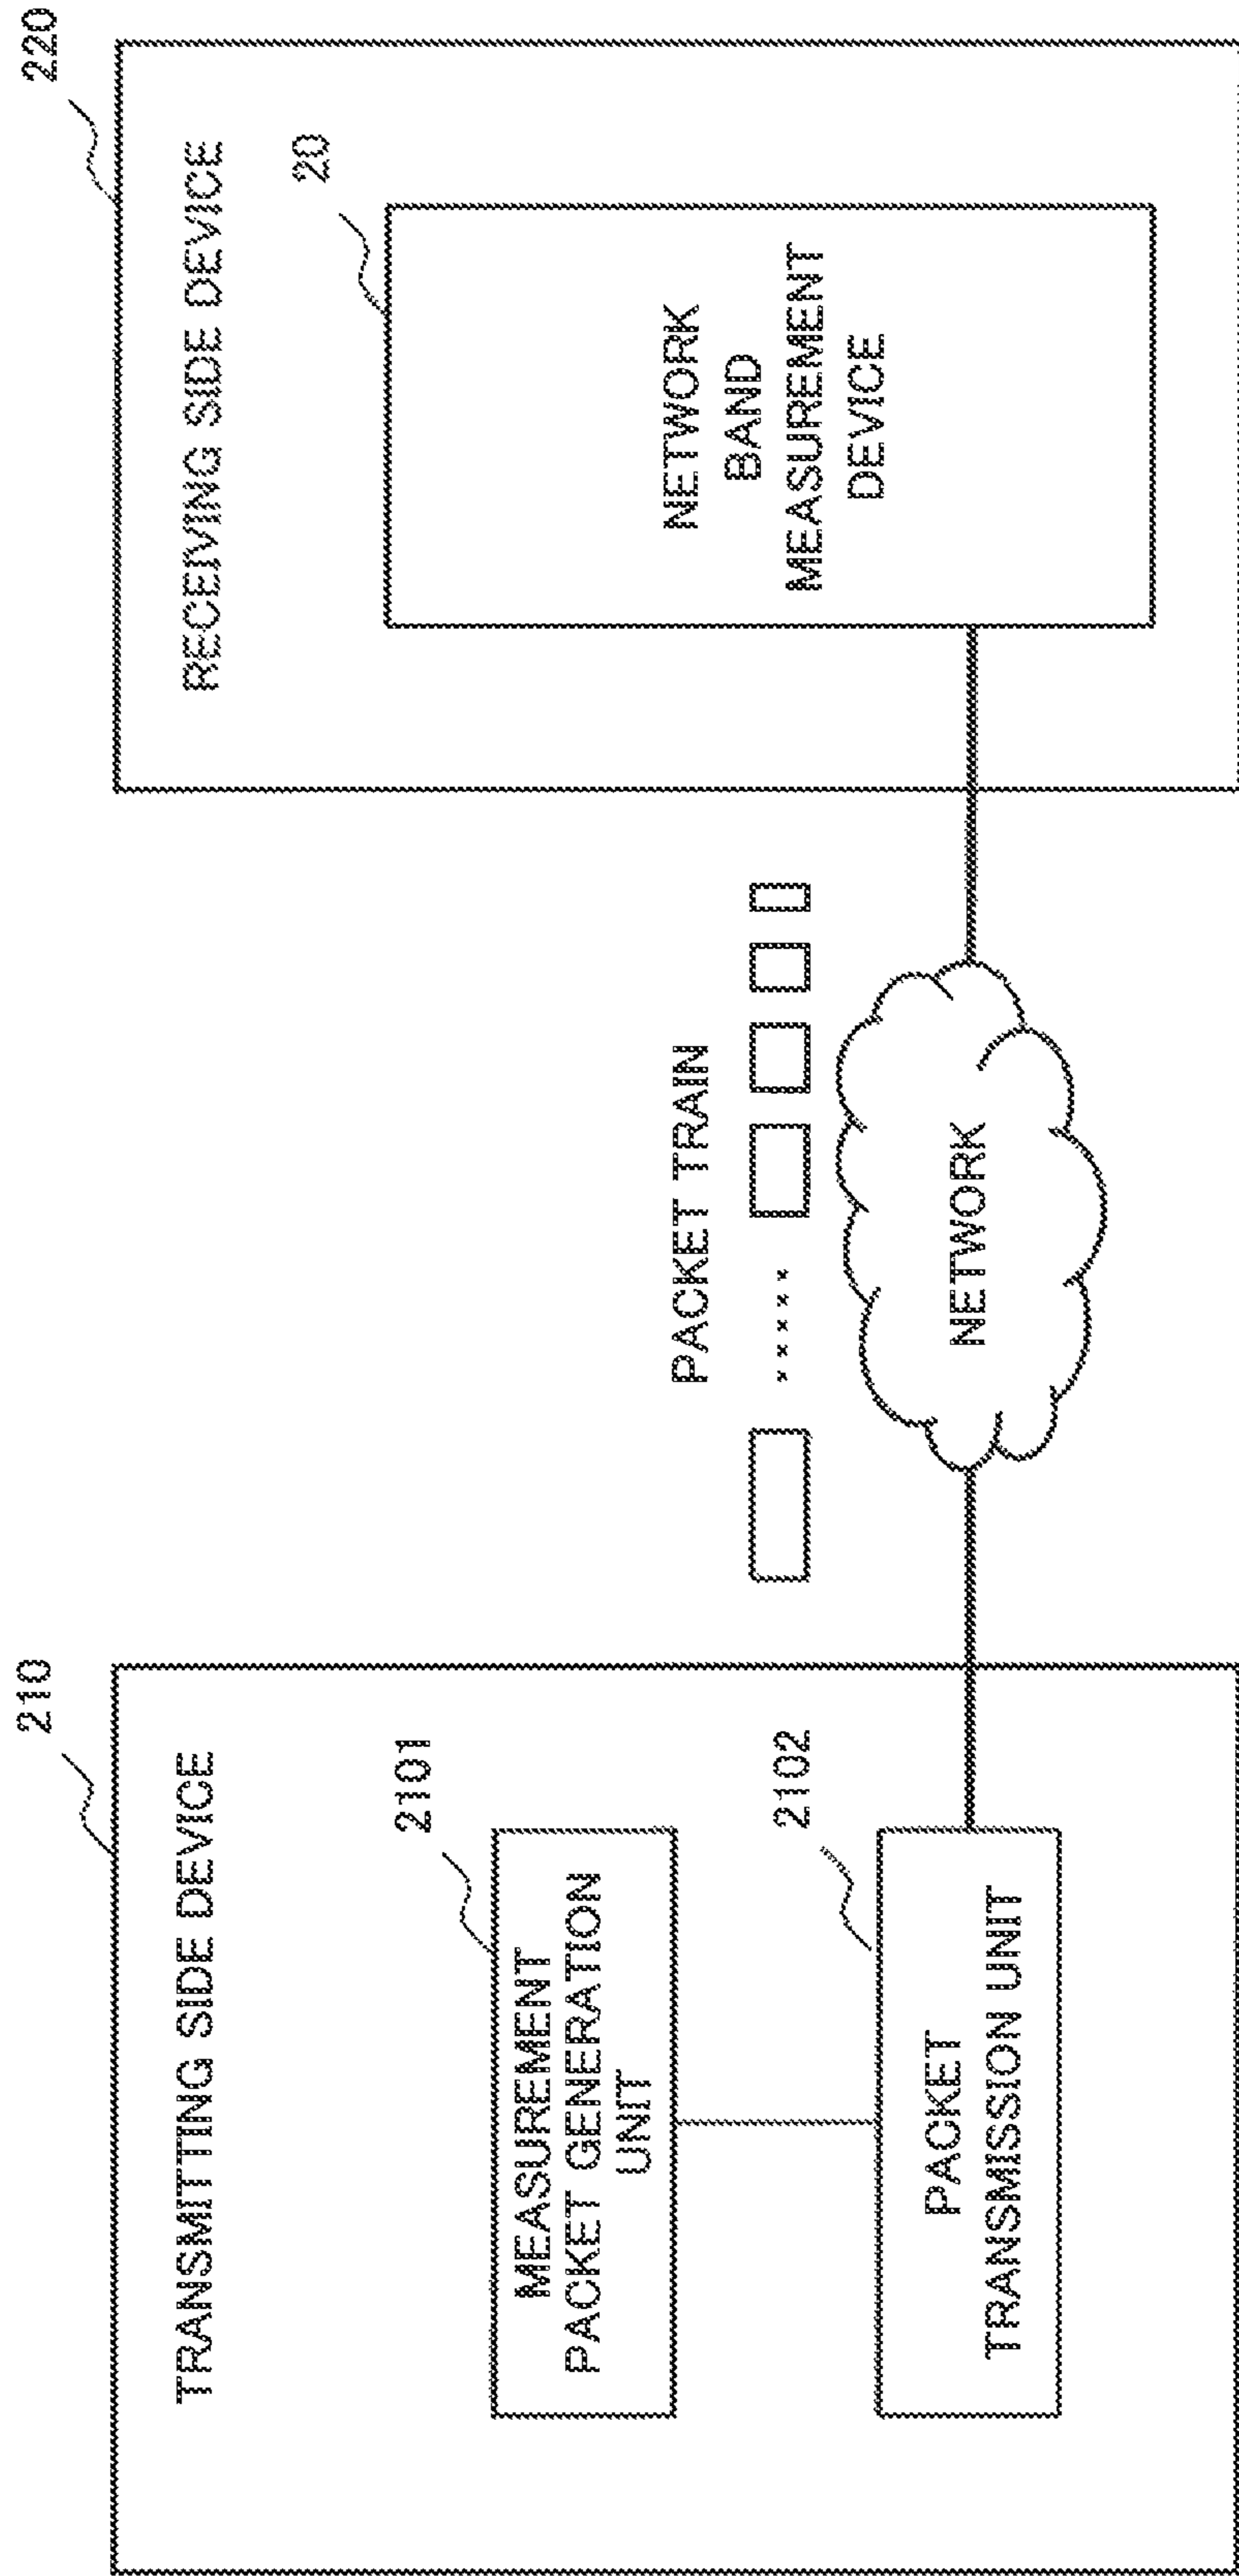 210
TRANSMITTING SIDE DEVICE
2101
MEASUREMENT
PACKET GENERATION
UNIT
2102
PACKET
TRANSMISSION UNIT
PACKET TRAIN
NETWORK
220
RECEIVING SIDE DEVICE
20
NETWORK
BAND
MEASUREMENT
DEVICE